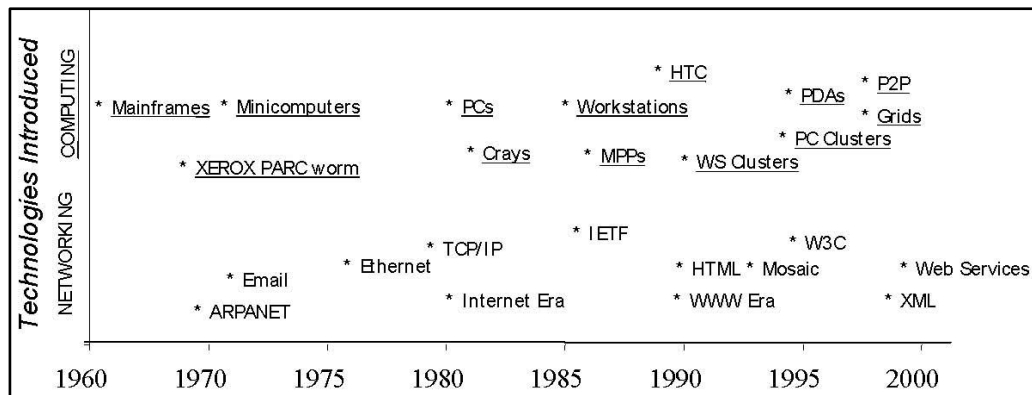 Technologies Introduced
COMPUTING
NETWORKING
* HTC
* P2P
* PDAs
* Mainframes * Minicomputers * PCs * Workstations
* Grids
* PC Clusters
* Crays * MPPs * WS Clusters
* XEROX PARC worm
* IETF
* W3C
* TCP/IP
* Ethernet * HTML * Mosaic * Web Services
* Email
* Internet Era * WWW Era * XML
* ARPANET
1960 1970 1975 1980 1985 1990 1995 2000